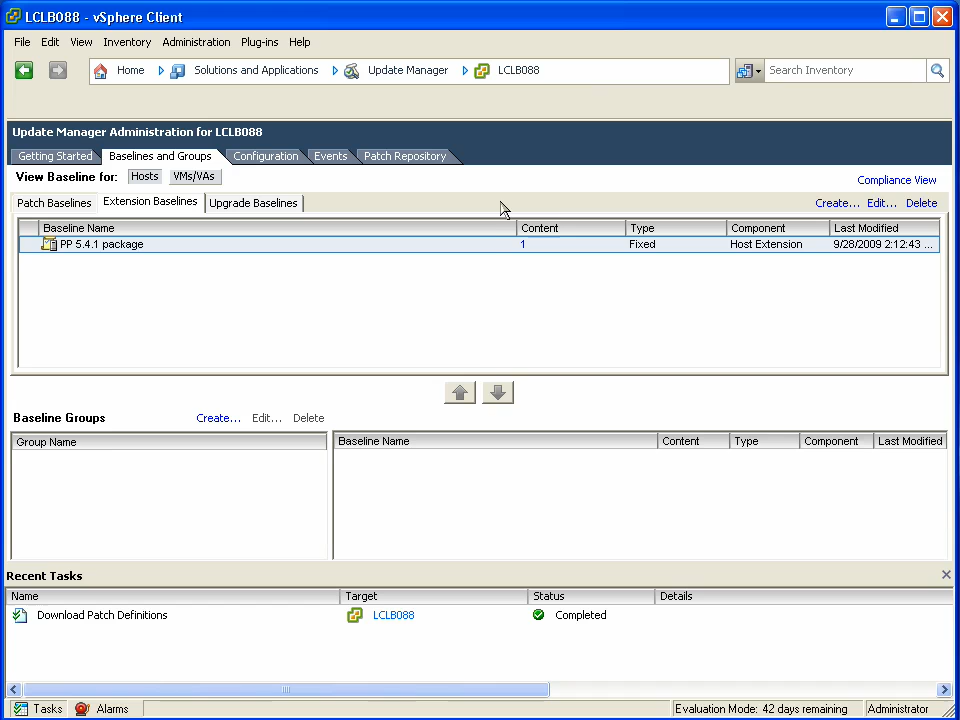 LCLB088 - vSphere Client
File Edit View Inventory Administration Plug-ins Help
Home Solutions and Applications Update Manager LCLB088 Search Inventory
Update Manager Administration for LCLB088
Getting Started Baselines and Groups Configuration Events Patch Repository
View Baseline for: Hosts VMs/VAs
Compliance View
Patch Baselines Extension Baselines Upgrade Baselines Create... Edit... Delete
Baseline Name Content Type Component Last Modified
PP 5.4.1 package 1 Fixed Host Extension 9/28/2009 2:12:43 ...
Baseline Groups Create... Edit... Delete
Group Name Baseline Name Content Type Component Last Modified
Recent Tasks
Name Target Status Details
Download Patch Definitions LCLB088 Completed
Tasks Alarms Evaluation Mode: 42 days remaining Administrator